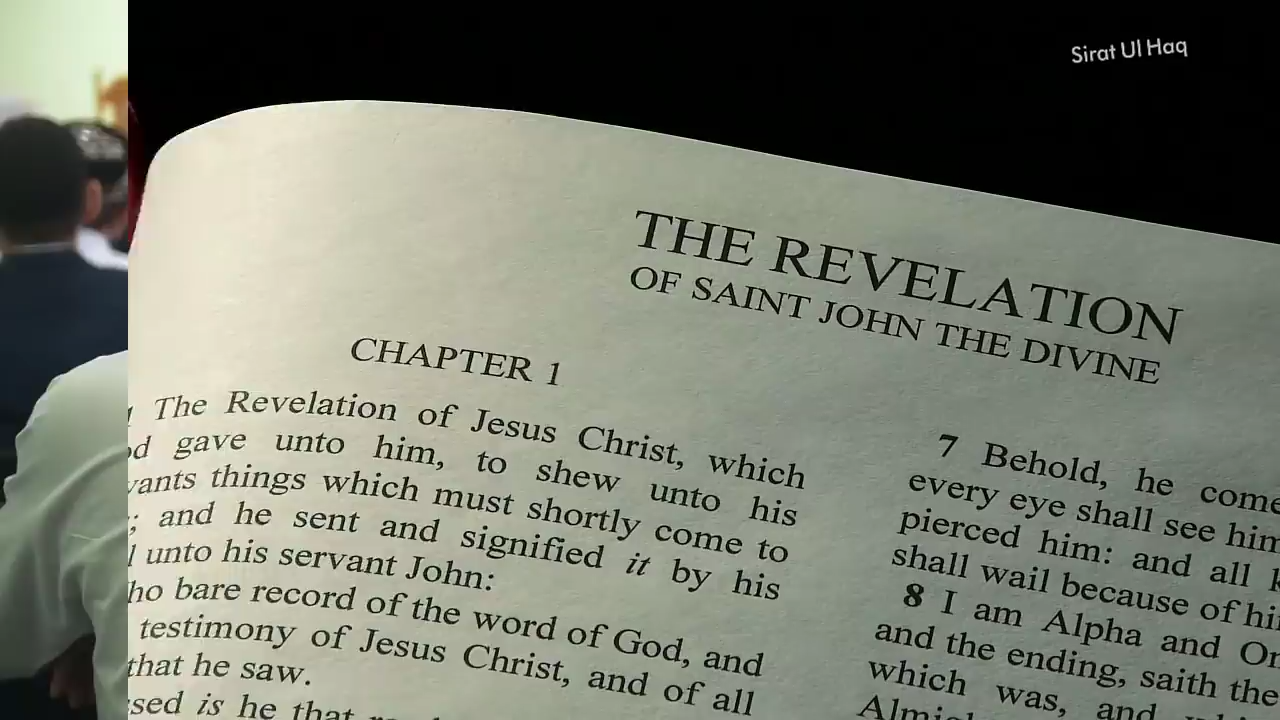 Sirat Ul Haq
THE REVELATION
OF SAINT JOHN THE DIVINE
CHAPTER 1
The Revelation of Jesus Christ, which
gave unto him, to shew unto his
things which must shortly come to
; and he sent and signified it by his
unto his servant John:
bare record of the word of God, and
testimony of Jesus Christ, and of all
that he saw.
is he that
7 Behold, he come
every eye shall see him
pierced him: and all
shall wail because of
8 I am Alpha and
and the ending, saith the
which was, and